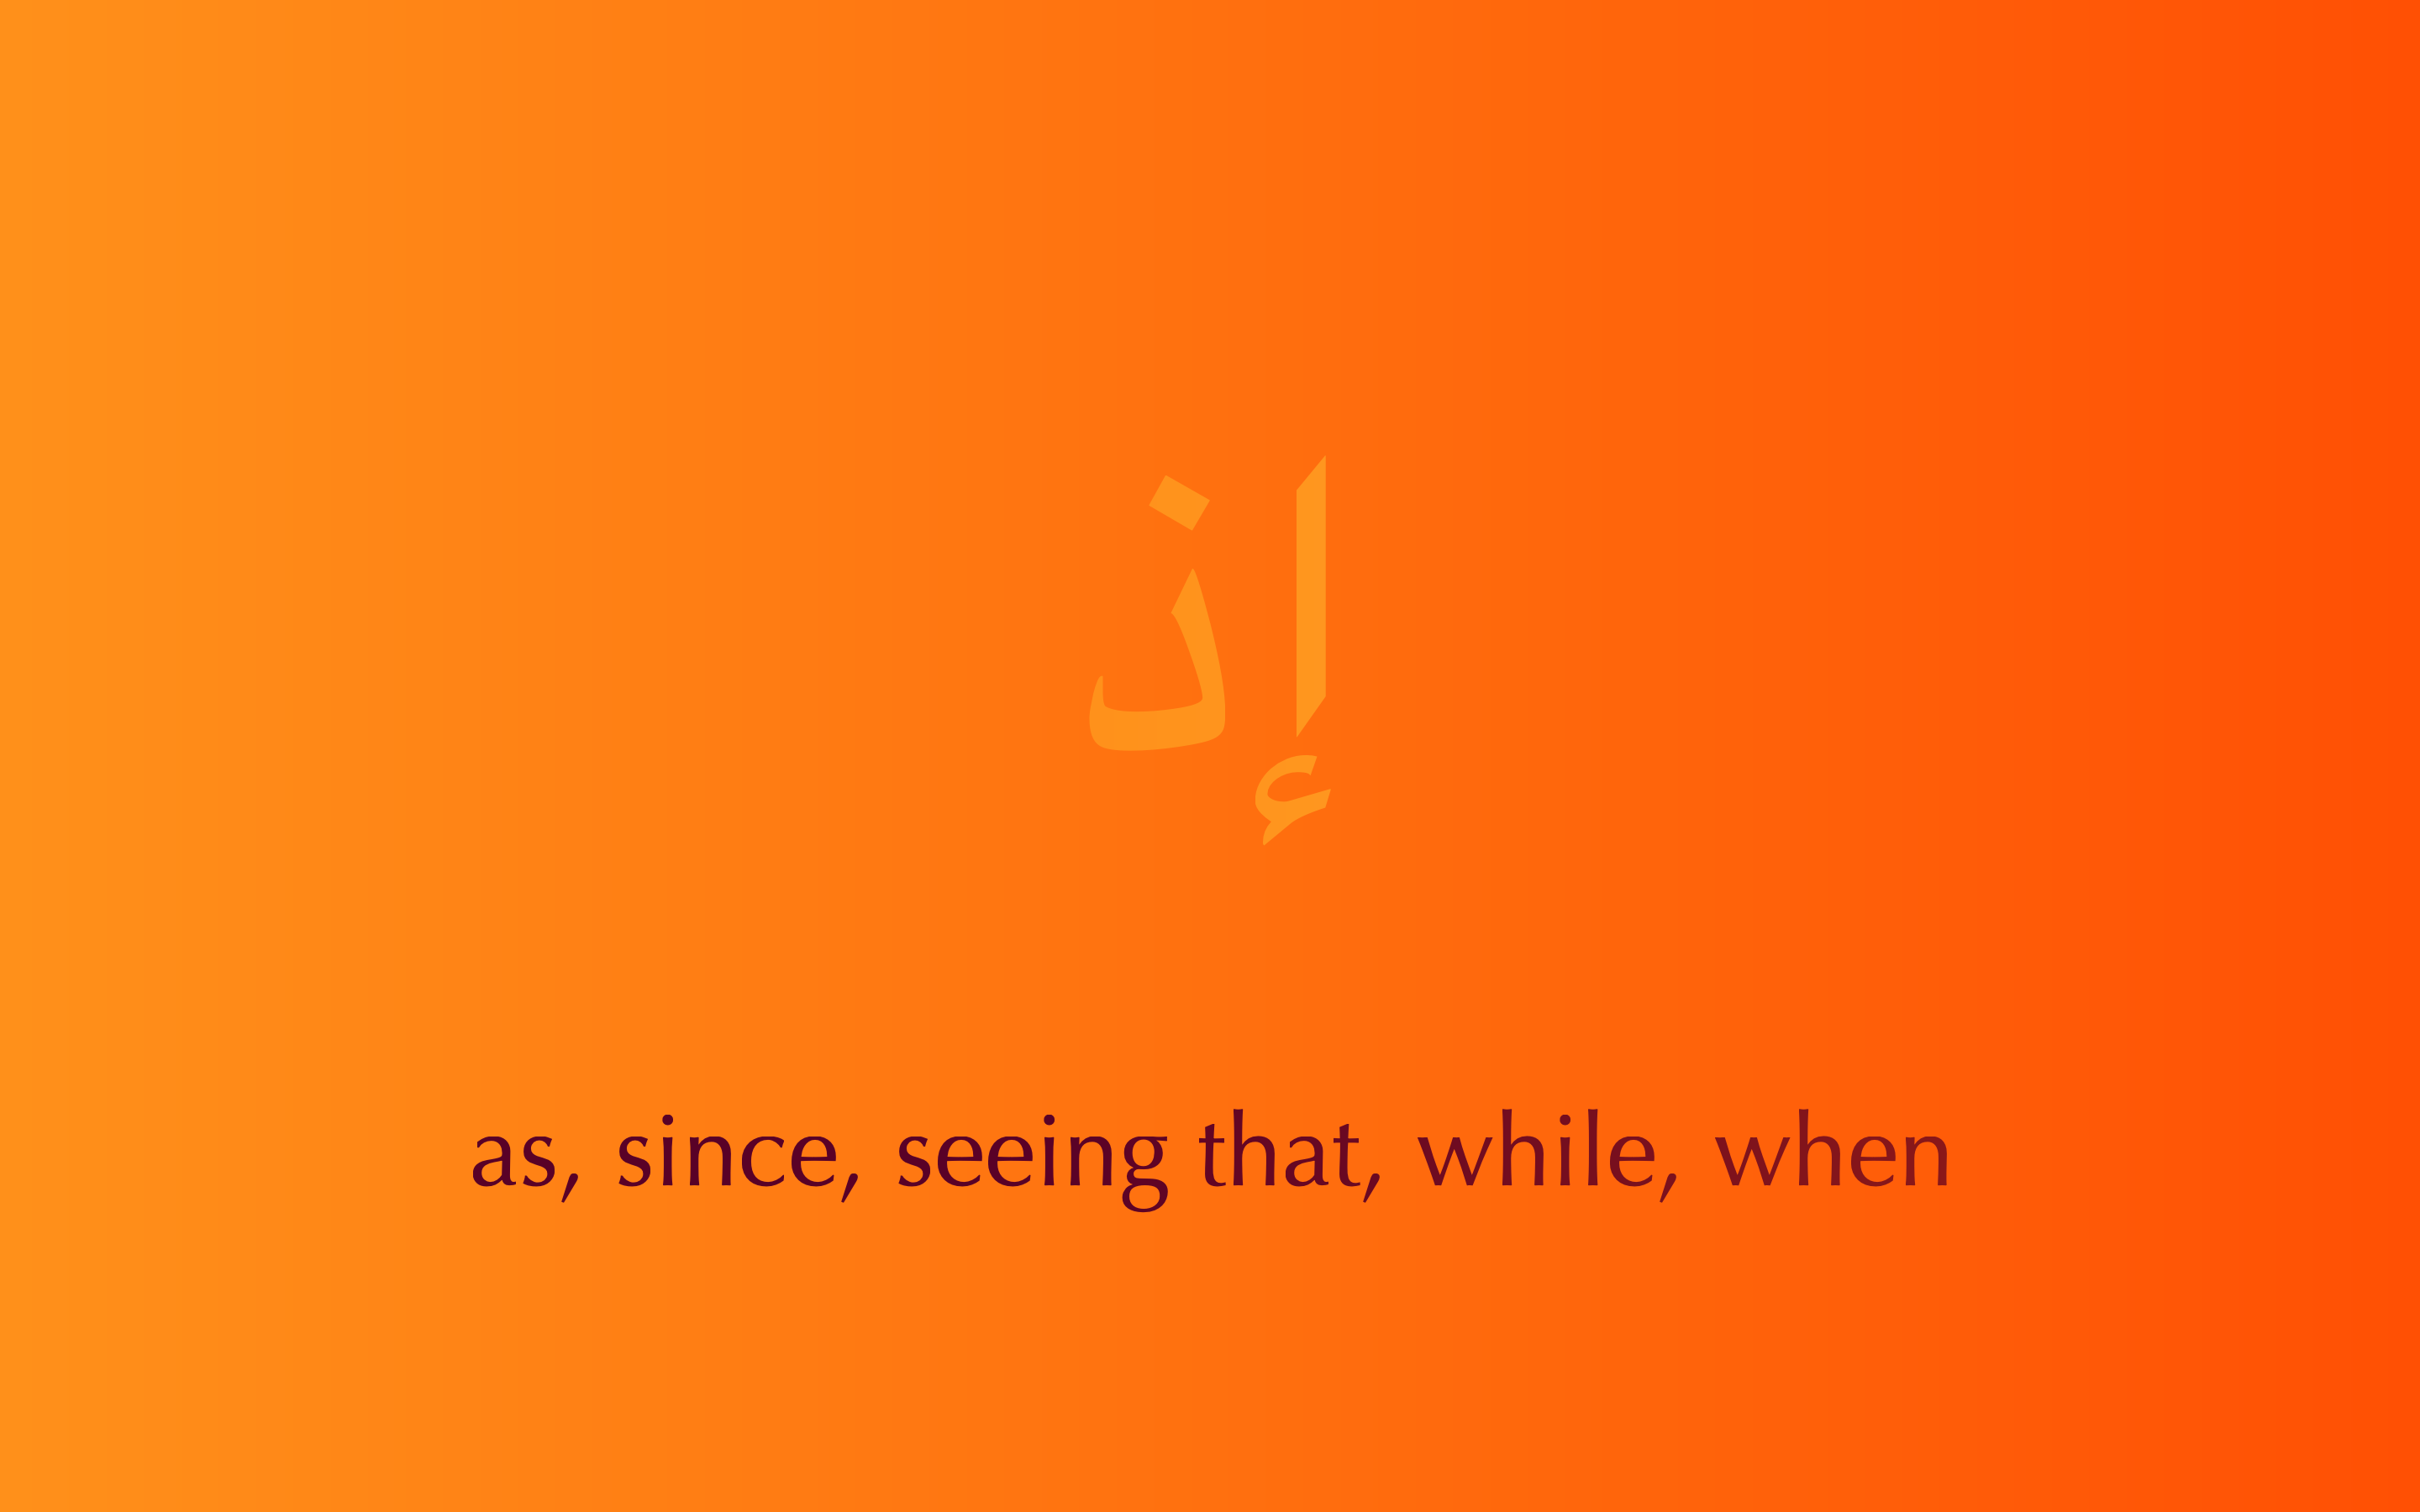 إذ
as, since, seeing that, while, when